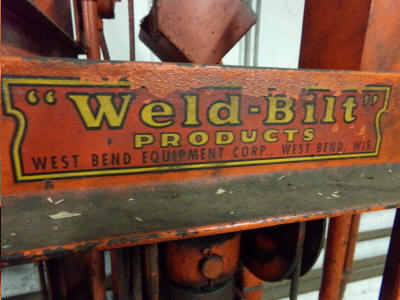 "Weld-Bilt"
PRODUCTS
WEST BEND EQUIPMENT CORP., WEST BEND, WIS.